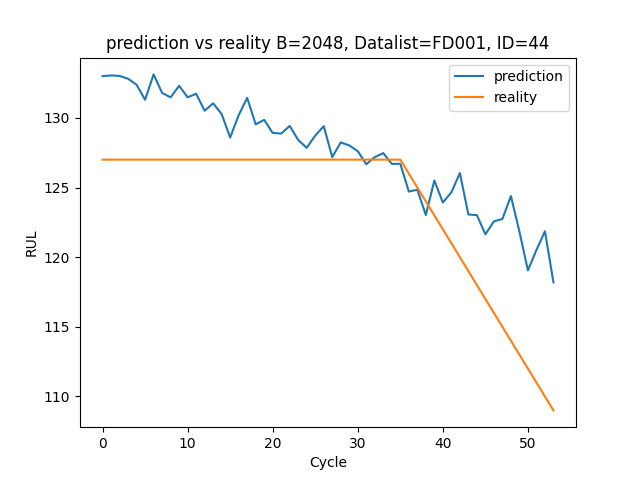 prediction vs reality B=2048, Datalist=FD001, ID=44
prediction
reality
130
125
120
115
110
RUL
0 10 20 30 40 50
Cycle